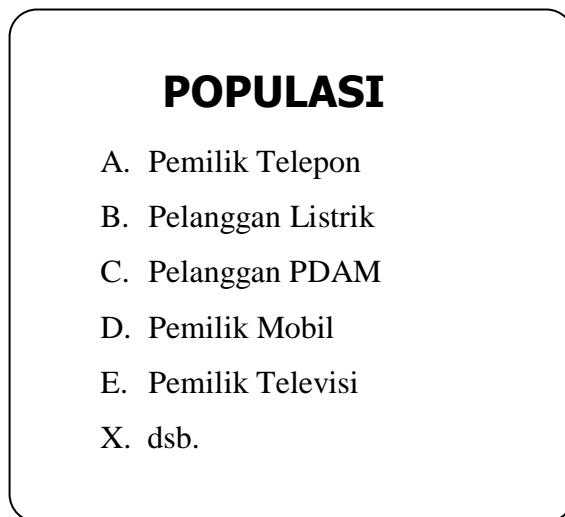 POPULASI
A. Pemilik Telepon
B. Pelanggan Listrik
C. Pelanggan PDAM
D. Pemilik Mobil
E. Pemilik Televisi
X. dsb.